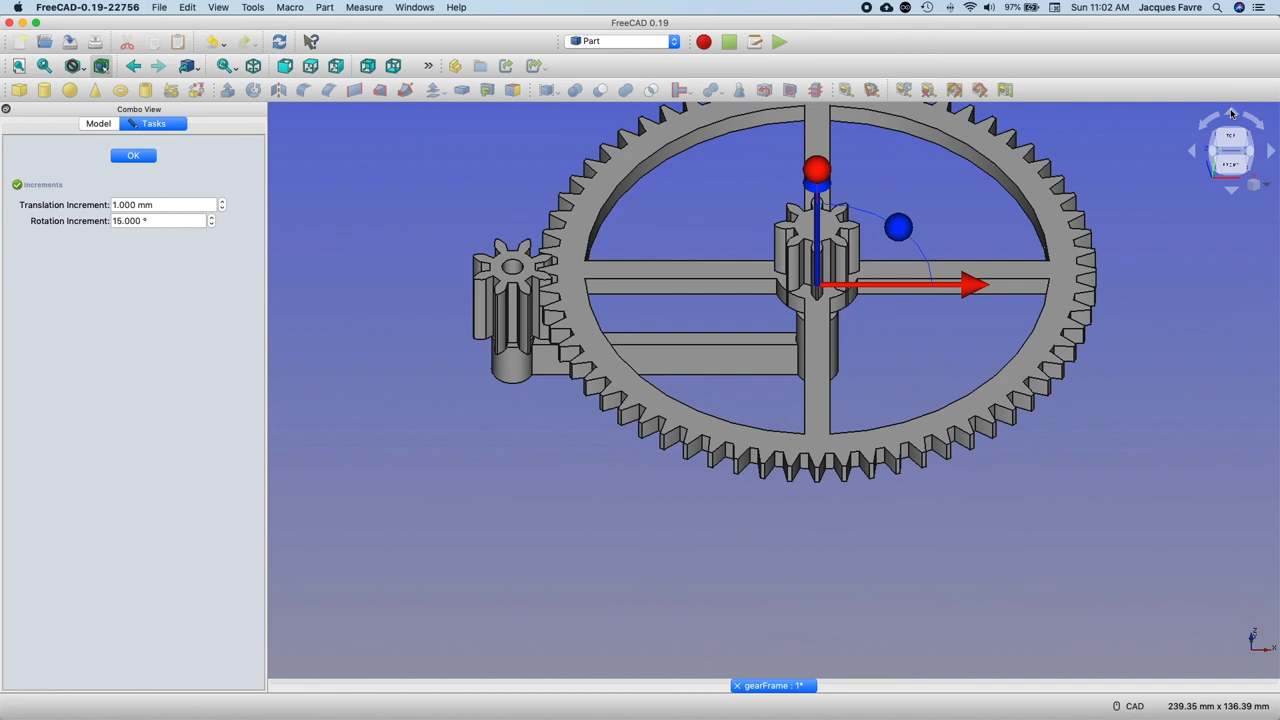 FreeCAD-0.19-22756 File Edit View Tools Macro Part Measure Windows Help 97% Sun 11:02 AM Jacques Favre
FreeCAD 0.19
Part
Combo View
Model Tasks
OK
Increments
Translation Increment: 1.000 mm
Rotation Increment: 15.000 °
TOP
FRONT
Z
X
gearFrame : 1*
CAD 239.35 mm x 136.39 mm